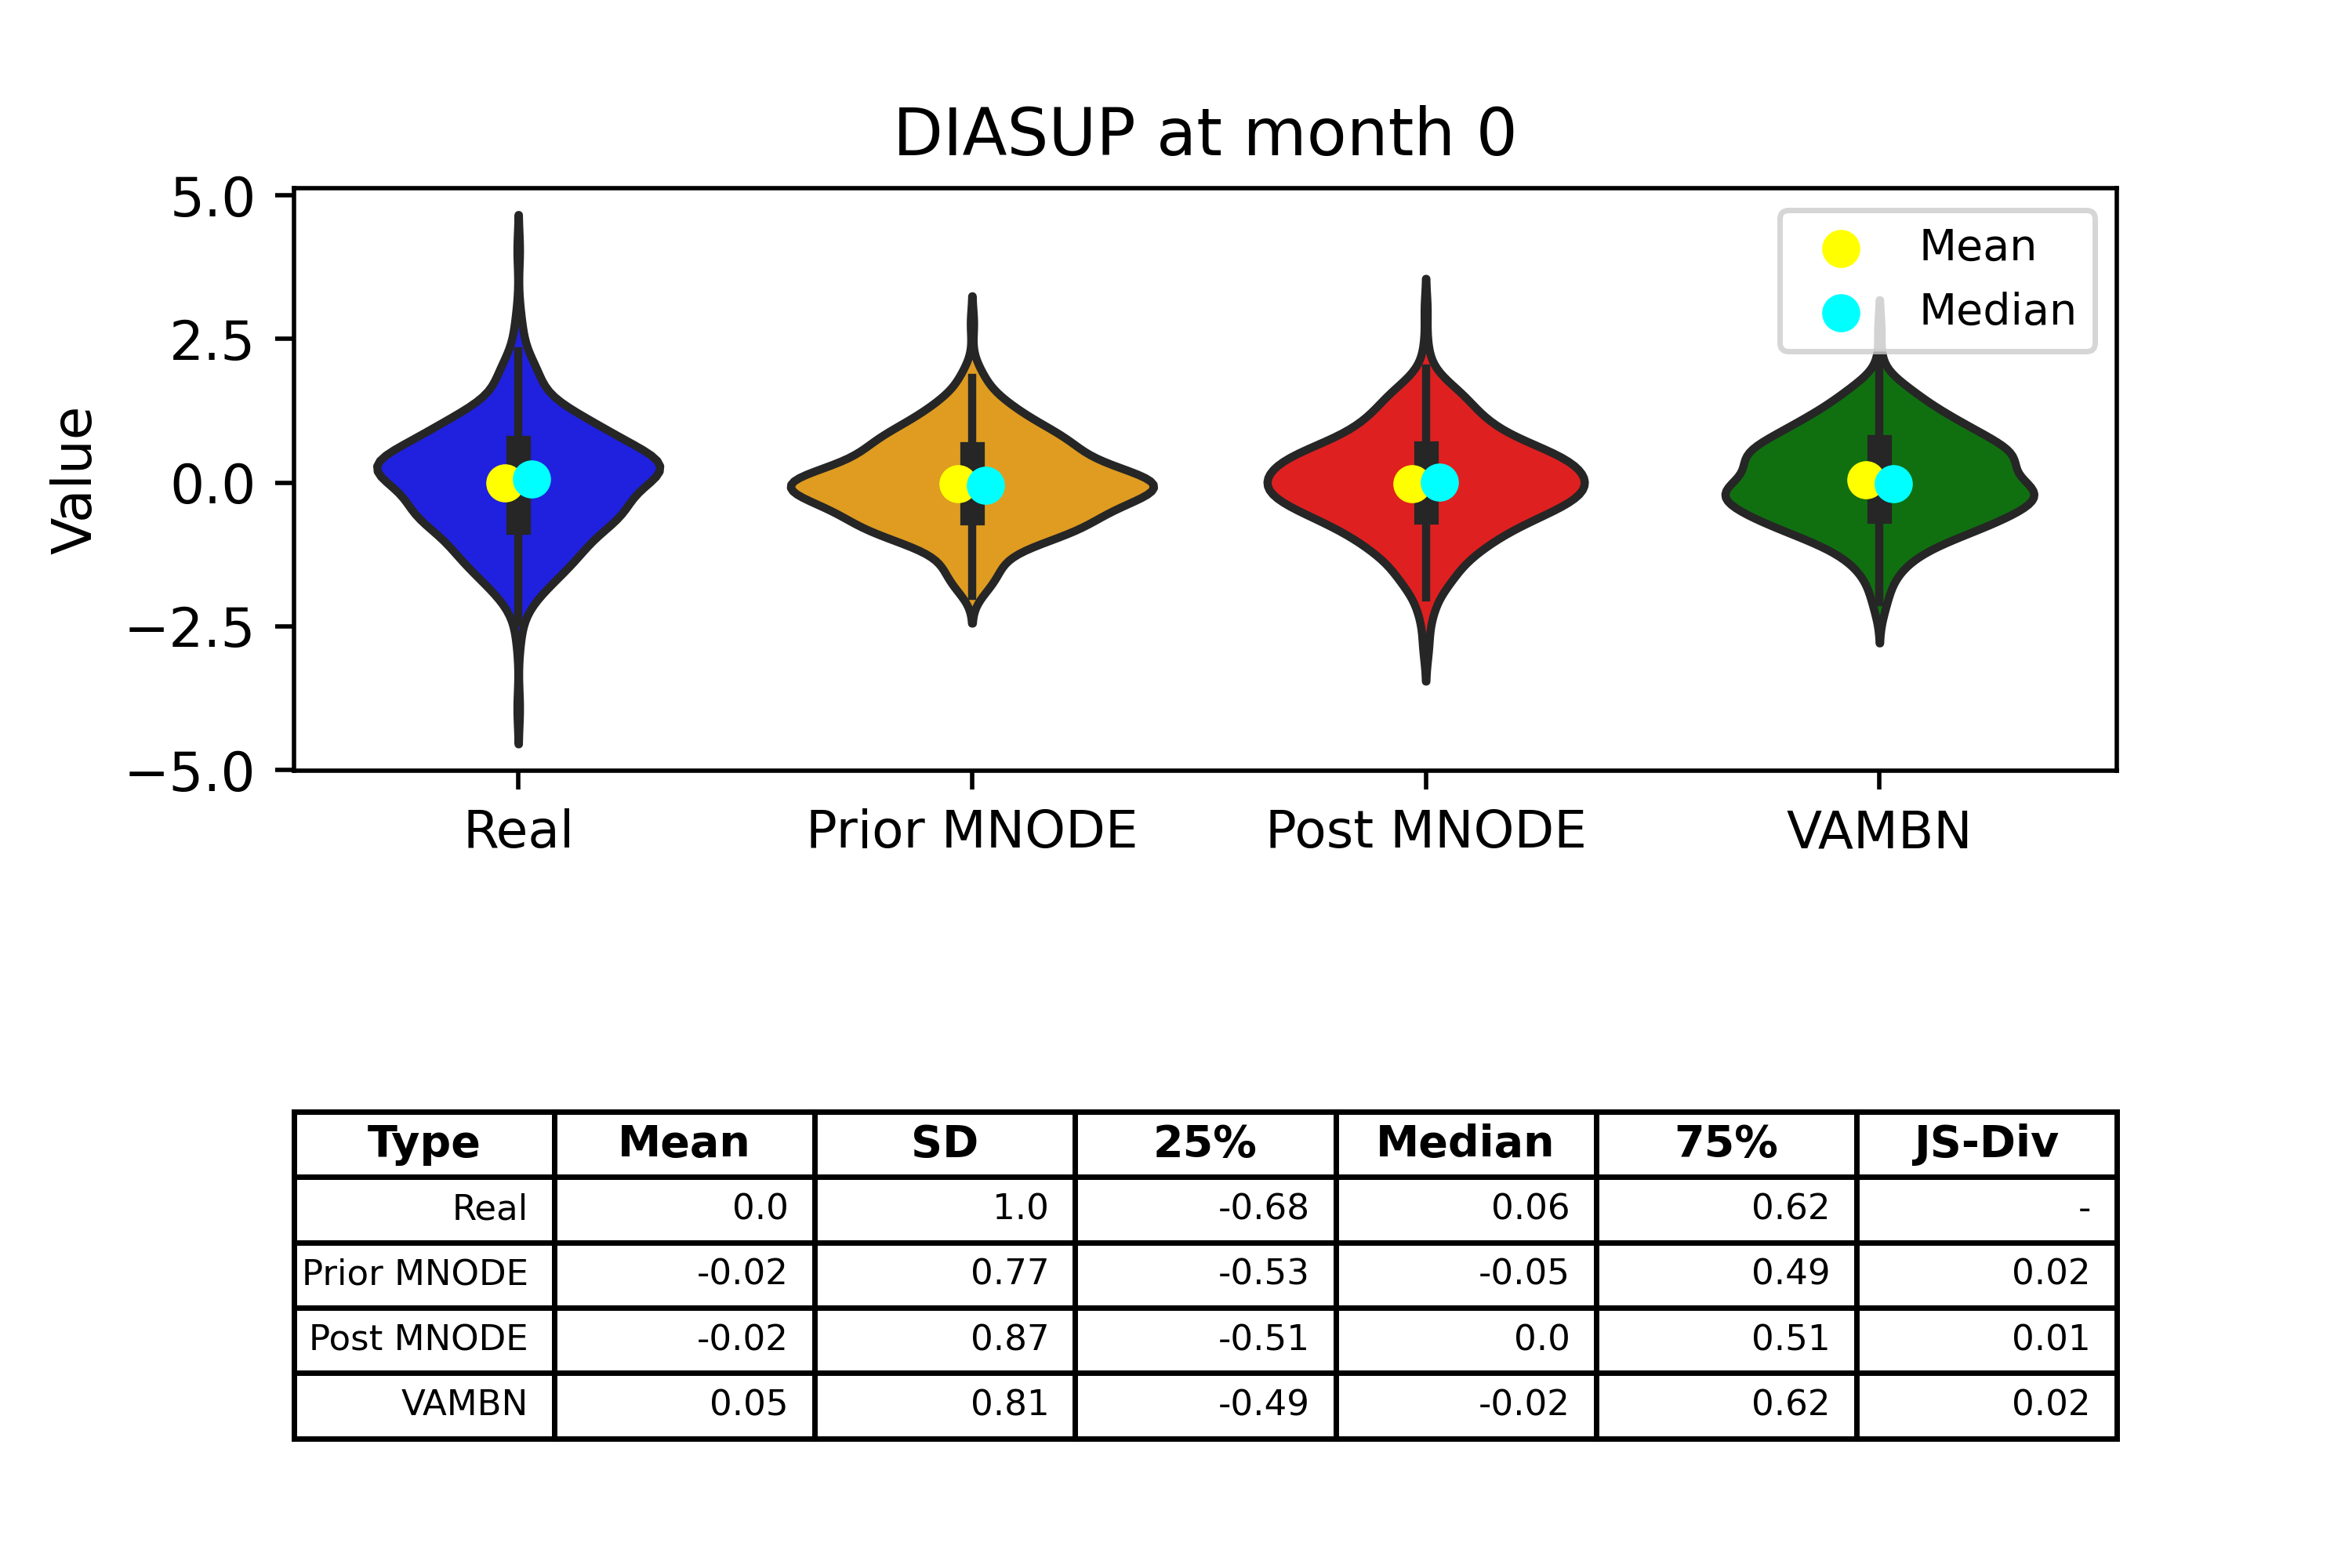 DIASUP at month 0
5.0
2.5
0.0
−2.5
−5.0
Value
Mean
Median
Real Prior MNODE Post MNODE VAMBN
Type Mean SD 25% Median 75% JS-Div
Real 0.0 1.0 -0.68 0.06 0.62 -
Prior MNODE -0.02 0.77 -0.53 -0.05 0.49 0.02
Post MNODE -0.02 0.87 -0.51 0.0 0.51 0.01
VAMBN 0.05 0.81 -0.49 -0.02 0.62 0.02